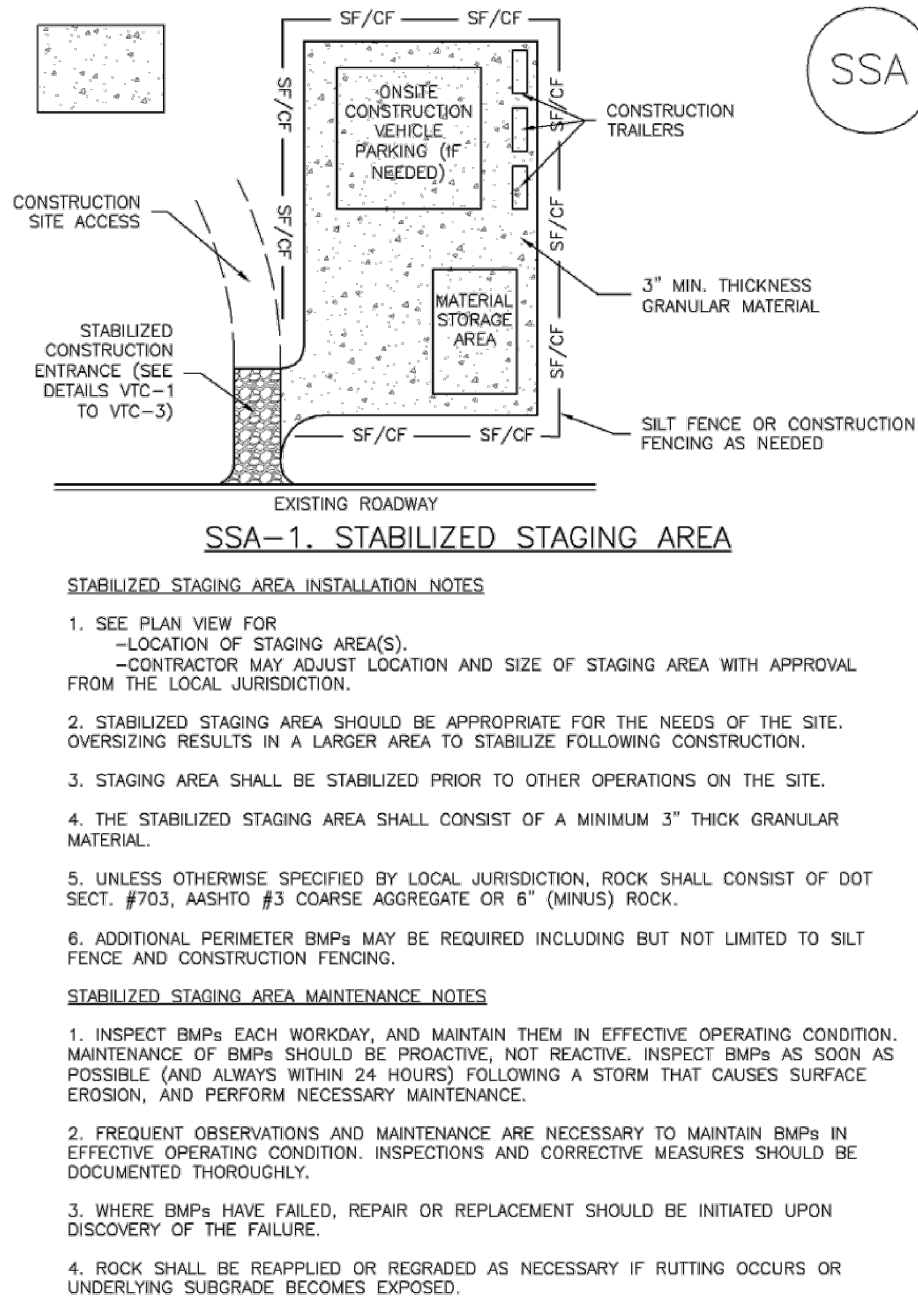 SF/CF SF/CF
SSA
SF/CF
SF/CF
SF/CF
SF/CF
SF/CF
ONSITE
CONSTRUCTION
VEHICLE
PARKING (IF
NEEDED)
CONSTRUCTION
TRAILERS
CONSTRUCTION
SITE ACCESS
3" MIN. THICKNESS
GRANULAR MATERIAL
MATERIAL
STORAGE
AREA
STABILIZED
CONSTRUCTION
ENTRANCE (SEE
DETAILS VTC-1
TO VTC-3)
SF/CF SF/CF
SILT FENCE OR CONSTRUCTION
FENCING AS NEEDED
EXISTING ROADWAY
SSA-1. STABILIZED STAGING AREA
STABILIZED STAGING AREA INSTALLATION NOTES
1. SEE PLAN VIEW FOR
-LOCATION OF STAGING AREA(S).
-CONTRACTOR MAY ADJUST LOCATION AND SIZE OF STAGING AREA WITH APPROVAL
FROM THE LOCAL JURISDICTION.
2. STABILIZED STAGING AREA SHOULD BE APPROPRIATE FOR THE NEEDS OF THE SITE.
OVERSIZING RESULTS IN A LARGER AREA TO STABILIZE FOLLOWING CONSTRUCTION.
3. STAGING AREA SHALL BE STABILIZED PRIOR TO OTHER OPERATIONS ON THE SITE.
4. THE STABILIZED STAGING AREA SHALL CONSIST OF A MINIMUM 3" THICK GRANULAR
MATERIAL.
5. UNLESS OTHERWISE SPECIFIED BY LOCAL JURISDICTION, ROCK SHALL CONSIST OF DOT
SECT. #703, AASHTO #3 COARSE AGGREGATE OR 6" (MINUS) ROCK.
6. ADDITIONAL PERIMETER BMPs MAY BE REQUIRED INCLUDING BUT NOT LIMITED TO SILT
FENCE AND CONSTRUCTION FENCING.
STABILIZED STAGING AREA MAINTENANCE NOTES
1. INSPECT BMPs EACH WORKDAY, AND MAINTAIN THEM IN EFFECTIVE OPERATING CONDITION.
MAINTENANCE OF BMPs SHOULD BE PROACTIVE, NOT REACTIVE. INSPECT BMPs AS SOON AS
POSSIBLE (AND ALWAYS WITHIN 24 HOURS) FOLLOWING A STORM THAT CAUSES SURFACE
EROSION, AND PERFORM NECESSARY MAINTENANCE.
2. FREQUENT OBSERVATIONS AND MAINTENANCE ARE NECESSARY TO MAINTAIN BMPs IN
EFFECTIVE OPERATING CONDITION. INSPECTIONS AND CORRECTIVE MEASURES SHOULD BE
DOCUMENTED THOROUGHLY.
3. WHERE BMPs HAVE FAILED, REPAIR OR REPLACEMENT SHOULD BE INITIATED UPON
DISCOVERY OF THE FAILURE.
4. ROCK SHALL BE REAPPLIED OR REGRADED AS NECESSARY IF RUTTING OCCURS OR
UNDERLYING SUBGRADE BECOMES EXPOSED.